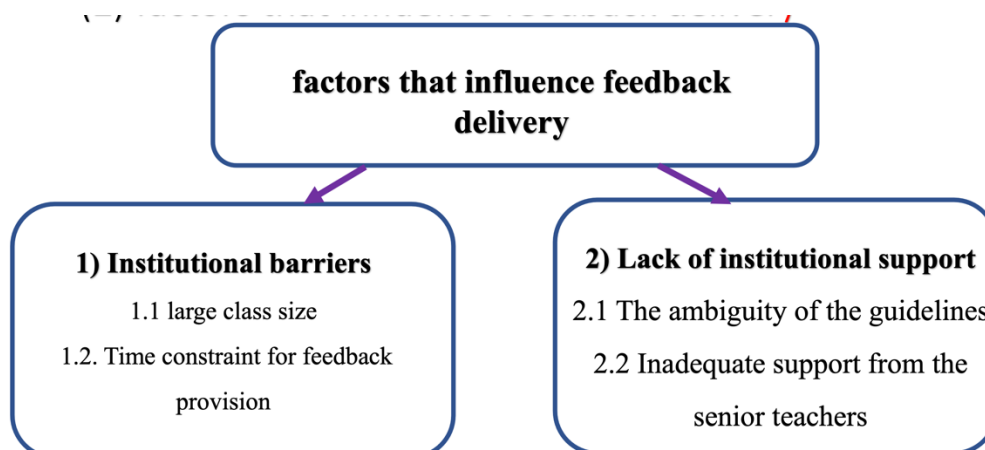 factors that influence feedback
delivery
1) Institutional barriers
1.1 large class size
1.2. Time constraint for feedback
provision
2) Lack of institutional support
2.1 The ambiguity of the guidelines
2.2 Inadequate support from the
senior teachers